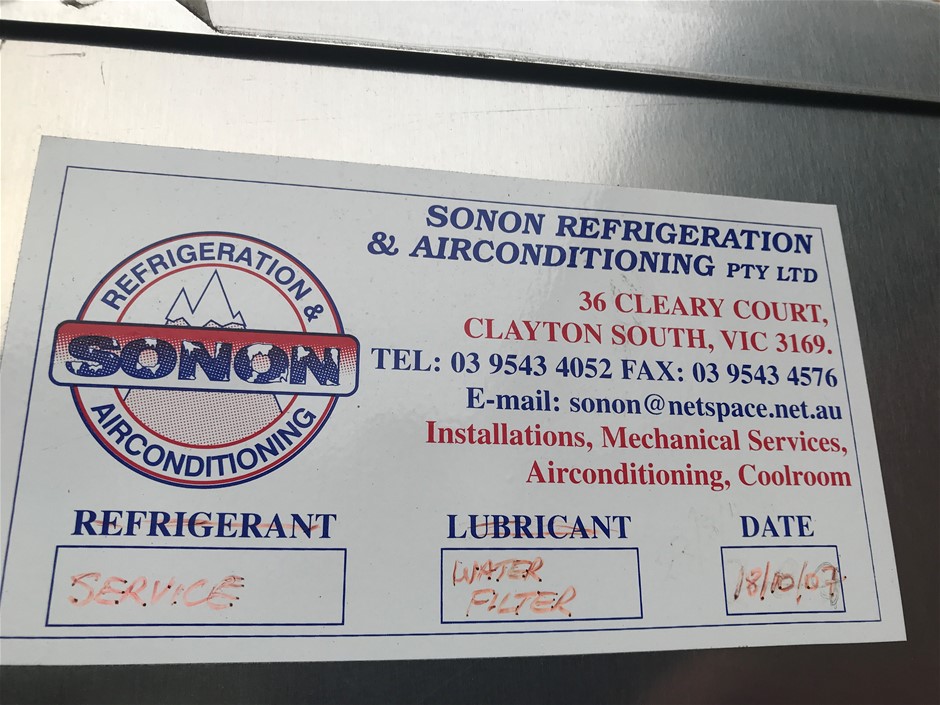 SONON REFRIGERATION
& AIRCONDITIONING PTY LTD
36 CLEARY COURT,
CLAYTON SOUTH, VIC 3169.
TEL: 03 9543 4052 FAX: 03 9543 4576
E-mail: sonon@netspace.net.au
Installations, Mechanical Services,
Airconditioning, Coolroom
REFRIGERATION &
SONON
AIRCONDITIONING
REFRIGERANT LUBRICANT DATE
SERVICE WATER FILTER 18/10/07